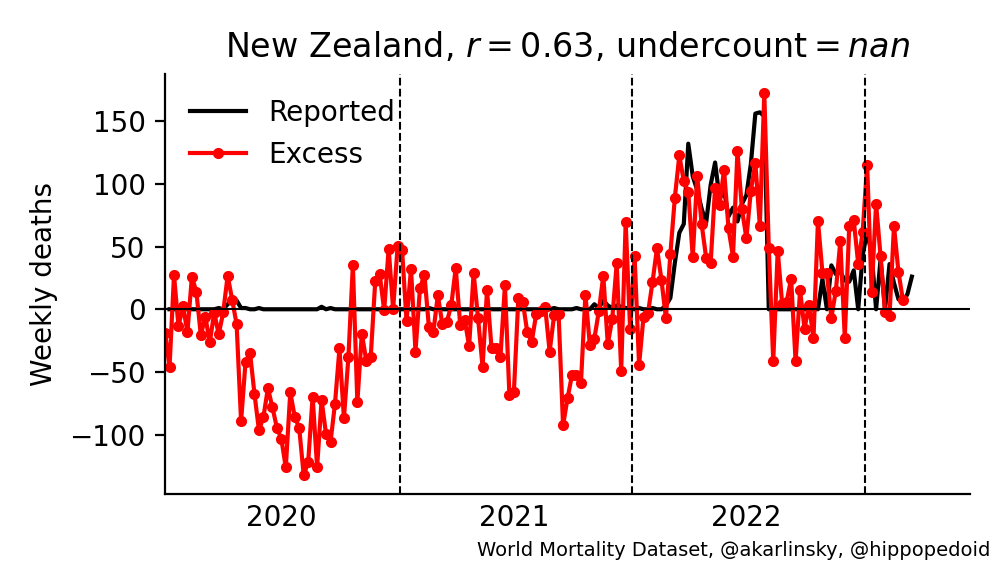 New Zealand, r = 0.63, undercount = nan
Reported
Excess
Weekly deaths
150
100
50
0
−50
−100
2020
2021
2022
World Mortality Dataset, @akarlinsky, @hippopedoid